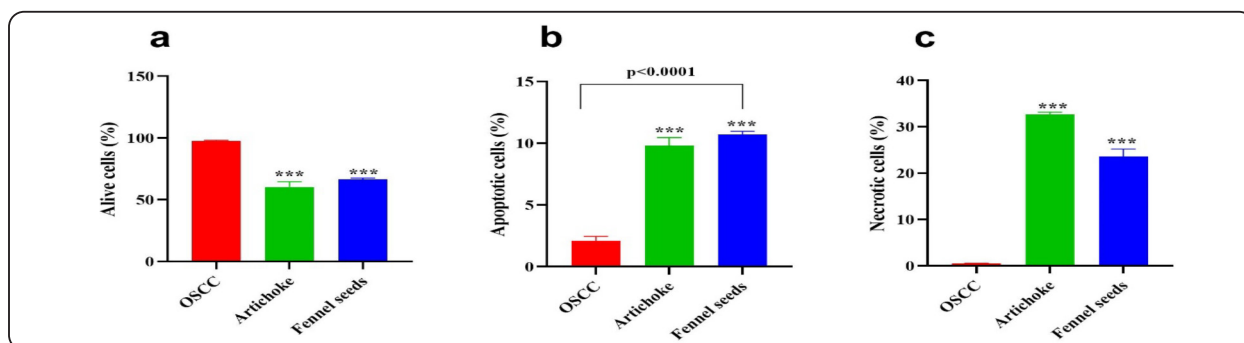 a
Alive cells (%)
150
100
50
0
***
***
OSCC
Artichoke
Fennel seeds
b
p<0.0001
Apoptotic cells (%)
15
10
5
0
***
***
OSCC
Artichoke
Fennel seeds
c
Necrotic cells (%)
40
30
20
10
0
***
***
OSCC
Artichoke
Fennel seeds